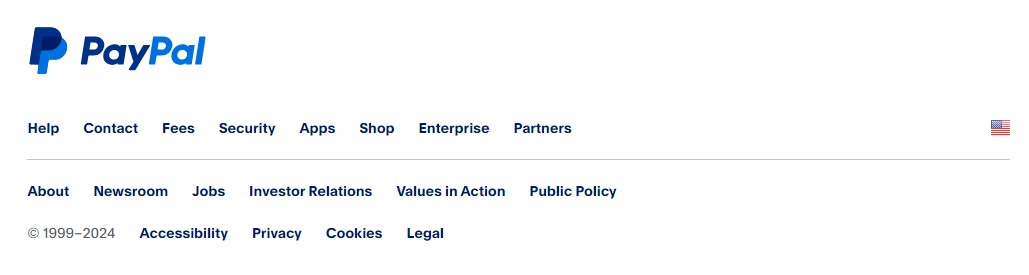 PayPal
Help Contact Fees Security Apps Shop Enterprise Partners
About Newsroom Jobs Investor Relations Values in Action Public Policy
© 1999–2024 Accessibility Privacy Cookies Legal